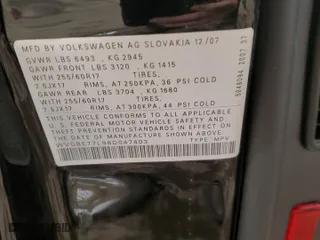 MFD BY VOLKSWAGEN AG SLOVAKIA 12/07
GVWR LBS 6493 , KG 2945
GAWR FRONT LBS 3120 , KG 1415
WITH 255/60R17 TIRES,
7.5JX17 RIMS, AT 250KPA, 36 PSI COLD
GAWR REAR LBS 3704 , KG 1680
WITH 255/60R17 TIRES,
7.5JX17 RIMS, AT 300KPA, 44 PSI COLD
THIS VEHICLE CONFORMS TO ALL APPLICABLE
U.S. FEDERAL MOTOR VEHICLE SAFETY
STANDARDS IN EFFECT ON THE DATE OF
MANUFACTURE SHOWN ABOVE.
TYPE: MPV
2007 37